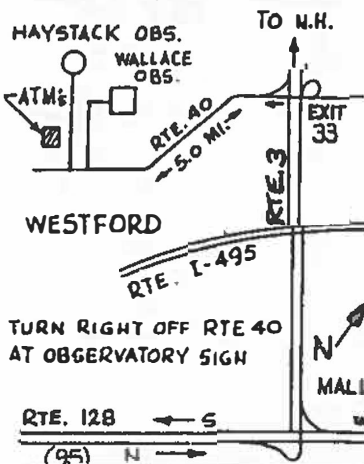 TO N.H.
HAYSTACK OBS.
WALLACE
OBS.
ATM's
RTE. 40
5.0 MI.
EXIT
33
RTE. 3
WESTFORD
RTE. I-495
TURN RIGHT OFF RTE 40
AT OBSERVATORY SIGN
N
MALL
RTE. 128
S
(95)
N